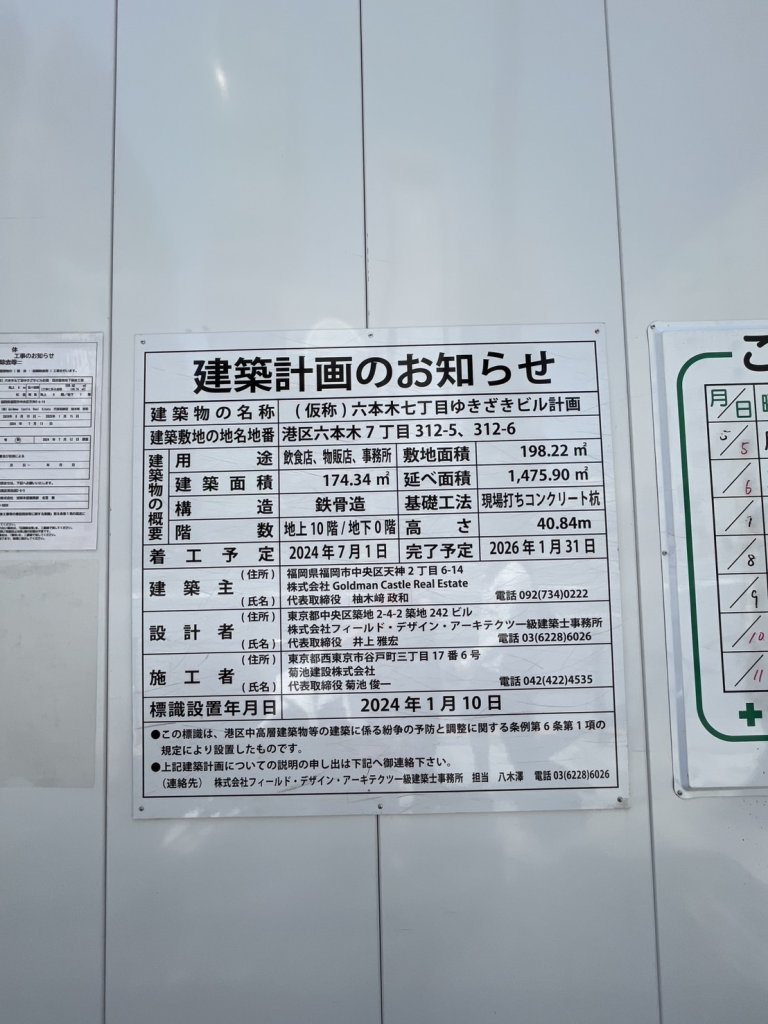 建築計画のお知らせ
建築物の名称 (仮称)六本木七丁目ゆきざきビル計画
建築敷地の地名地番 港区六本木7丁目312-5、312-6
建築物の概要
用途 飲食店、物販店、事務所 敷地面積 198.22㎡
建築面積 174.34㎡ 延べ面積 1,475.90㎡
構造 鉄骨造 基礎工法 現場打ちコンクリート杭
階数 地上10階/地下0階 高さ 40.84m
着工予定 2024年7月1日 完了予定 2026年1月31日
建築主 (住所) 福岡県福岡市中央区天神2丁目6-14
株式会社 Goldman Castle Real Estate
(氏名) 代表取締役 柚木﨑 政和 電話 092(734)0222
設計者 (住所) 東京都中央区築地2-4-2 築地242ビル
株式会社フィールド・デザイン・アーキテクツ一級建築士事務所
(氏名) 代表取締役 井上 雅宏 電話 03(6228)6026
施工者 (住所) 東京都西東京市谷戸町三丁目17番6号
菊池建設株式会社
(氏名) 代表取締役 菊池 俊一 電話 042(422)4535
標識設置年月日 2024年1月10日
●この標識は、港区中高層建築物等の建築に係る紛争の予防と調整に関する条例第6条第1項の
規定により設置したものです。
●上記建築計画についての説明の申し出は下記へ御連絡下さい。
(連絡先) 株式会社フィールド・デザイン・アーキテクツ一級建築士事務所 担当 八木澤 電話 03(6228)6026
工事のお知らせ
月/日
5/5
/6
/7
/8
/9
/10
/11